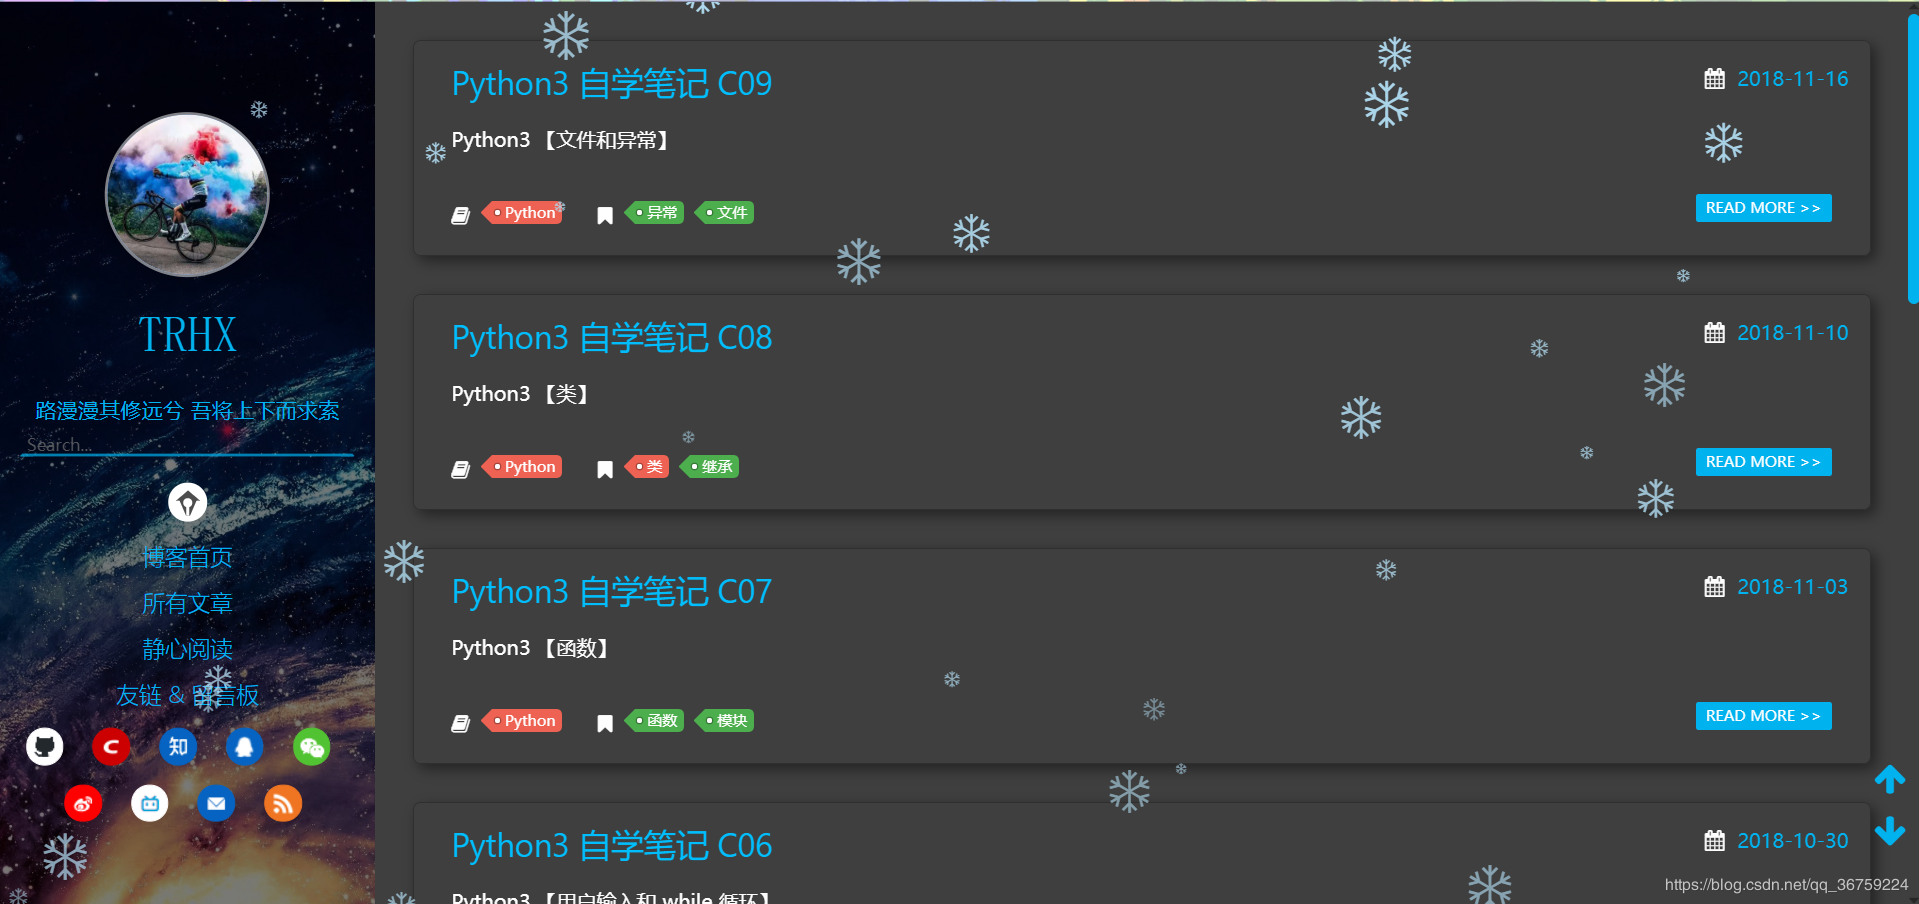 TRHX
路漫漫其修远兮 吾将上下而求索
Search...
博客首页
所有文章
静心阅读
友链 & 留言板
知
Python3 自学笔记 C09
2018-11-16
Python3 【文件和异常】
Python
异常
文件
READ MORE >>
Python3 自学笔记 C08
2018-11-10
Python3 【类】
Python
类
继承
READ MORE >>
Python3 自学笔记 C07
2018-11-03
Python3 【函数】
Python
函数
模块
READ MORE >>
Python3 自学笔记 C06
2018-10-30
Python3 【用户输入和 while 循环】
https://blog.csdn.net/qq_36759224